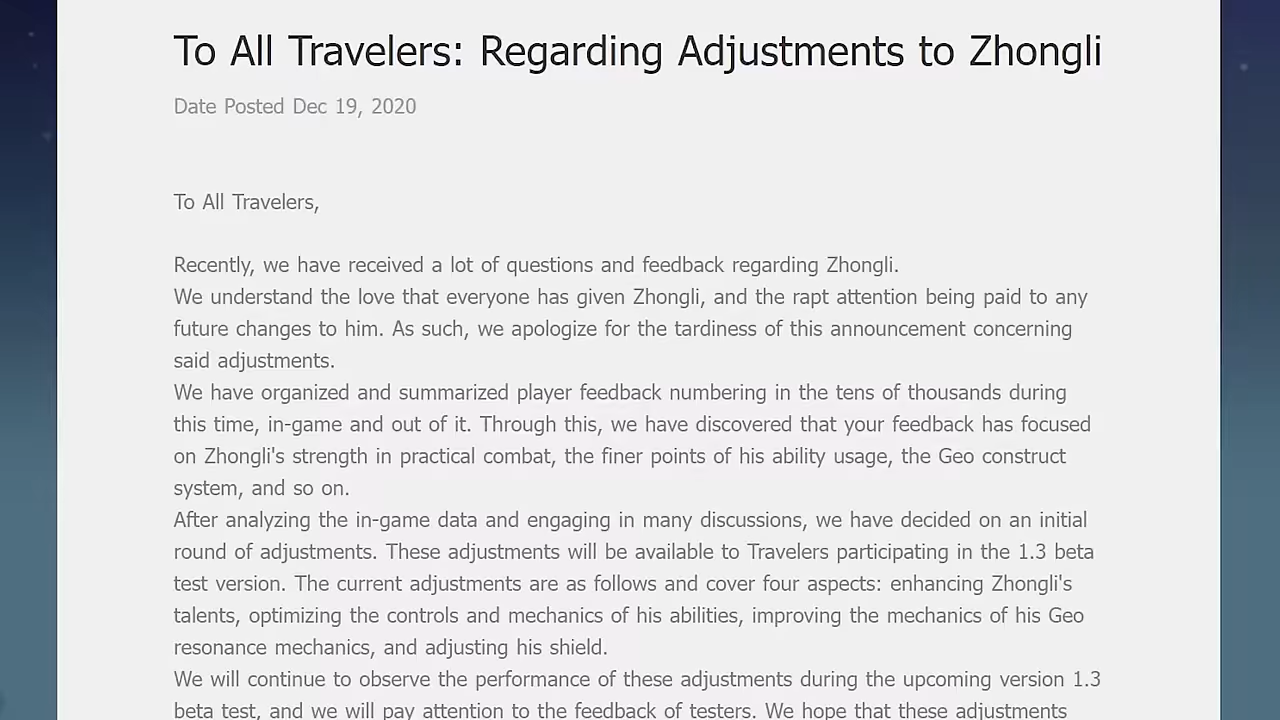 To All Travelers: Regarding Adjustments to Zhongli
Date Posted Dec 19, 2020
To All Travelers,
Recently, we have received a lot of questions and feedback regarding Zhongli.
We understand the love that everyone has given Zhongli, and the rapt attention being paid to any
future changes to him. As such, we apologize for the tardiness of this announcement concerning
said adjustments.
We have organized and summarized player feedback numbering in the tens of thousands during
this time, in-game and out of it. Through this, we have discovered that your feedback has focused
on Zhongli's strength in practical combat, the finer points of his ability usage, the Geo construct
system, and so on.
After analyzing the in-game data and engaging in many discussions, we have decided on an initial
round of adjustments. These adjustments will be available to Travelers participating in the 1.3 beta
test version. The current adjustments are as follows and cover four aspects: enhancing Zhongli's
talents, optimizing the controls and mechanics of his abilities, improving the mechanics of his Geo
resonance mechanics, and adjusting his shield.
We will continue to observe the performance of these adjustments during the upcoming version 1.3
beta test, and we will pay attention to the feedback of testers. We hope that these adjustments